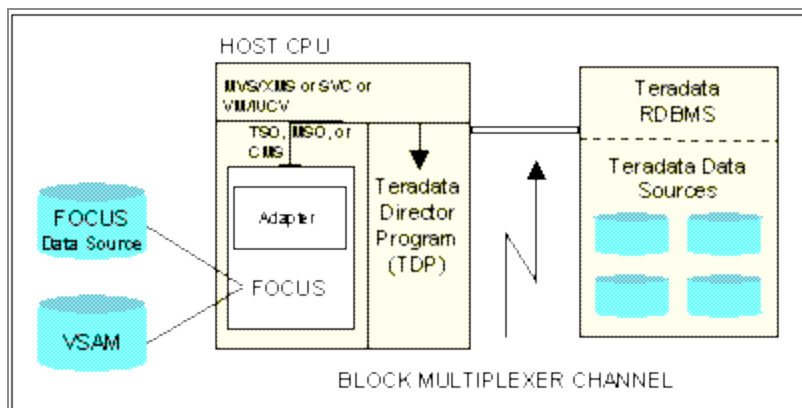 HOST CPU
MVS/XMS or SVC or
VM/IUCV
TSO, MSO, or
CMS
Adapter
FOCUS
Teradata
Director
Program
(TDP)
FOCUS
Data Source
VSAM
Teradata
RDBMS
Teradata Data
Sources
BLOCK MULTIPLEXER CHANNEL